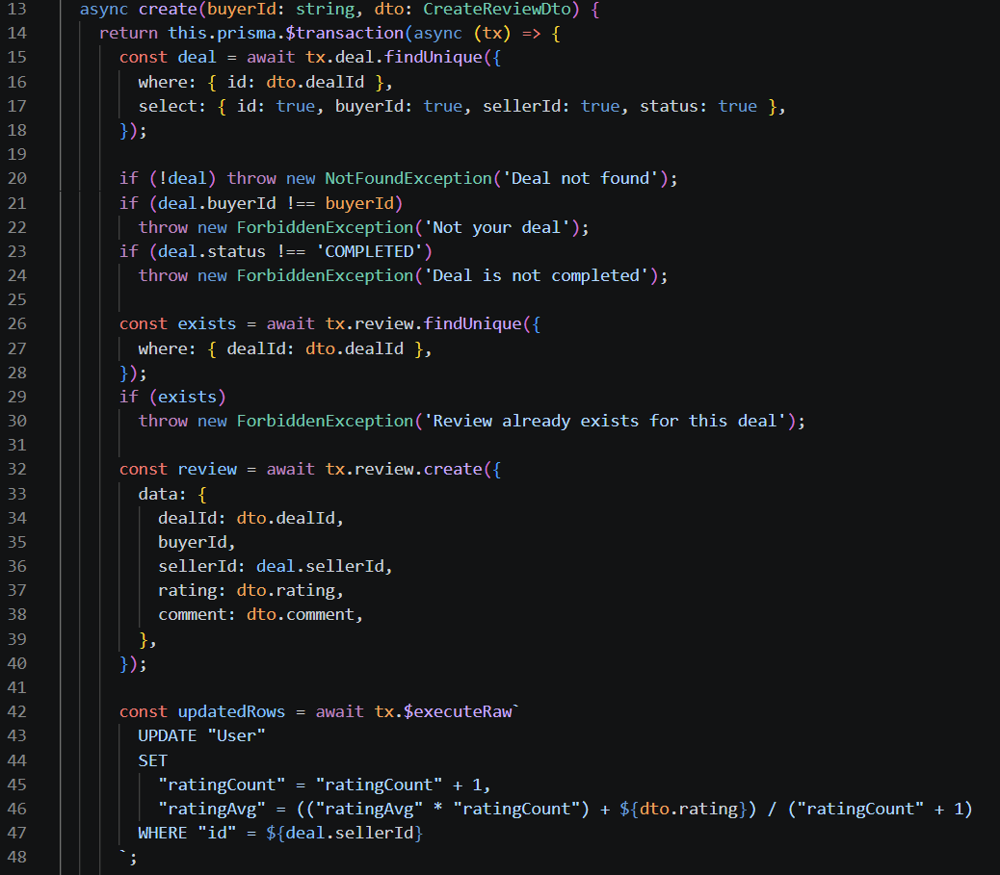 13 async create(buyerId: string, dto: CreateReviewDto) {
14 return this.prisma.$transaction(async (tx) => {
15 const deal = await tx.deal.findUnique({
16 where: { id: dto.dealId },
17 select: { id: true, buyerId: true, sellerId: true, status: true },
18 });
19
20 if (!deal) throw new NotFoundException('Deal not found');
21 if (deal.buyerId !== buyerId)
22 throw new ForbiddenException('Not your deal');
23 if (deal.status !== 'COMPLETED')
24 throw new ForbiddenException('Deal is not completed');
25
26 const exists = await tx.review.findUnique({
27 where: { dealId: dto.dealId },
28 });
29 if (exists)
30 throw new ForbiddenException('Review already exists for this deal');
31
32 const review = await tx.review.create({
33 data: {
34 dealId: dto.dealId,
35 buyerId,
36 sellerId: deal.sellerId,
37 rating: dto.rating,
38 comment: dto.comment,
39 },
40 });
41
42 const updatedRows = await tx.$executeRaw`
43 UPDATE "User"
44 SET
45 "ratingCount" = "ratingCount" + 1,
46 "ratingAvg" = (("ratingAvg" * "ratingCount") + ${dto.rating}) / ("ratingCount" + 1)
47 WHERE "id" = ${deal.sellerId}
48 `;